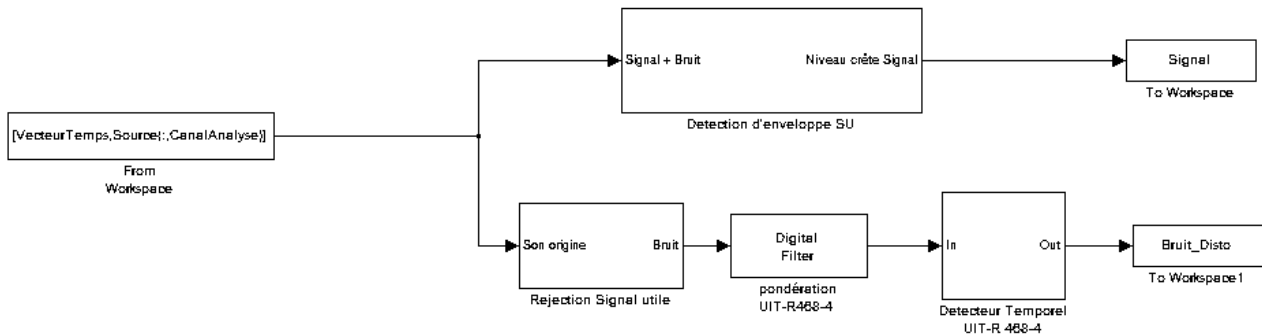 Signal + Bruit
Niveau crête Signal
Detection d'enveloppe SU
Signal
To Workspace
[VecteurTemps,Source(:,CanalAnalyse)]
From
Workspace
Son origine
Bruit
Rejection Signal utile
Digital
Filter
pondération
UIT-R468-4
In
Out
Detecteur Temporel
UIT-R 468-4
Bruit_Disto
To Workspace1